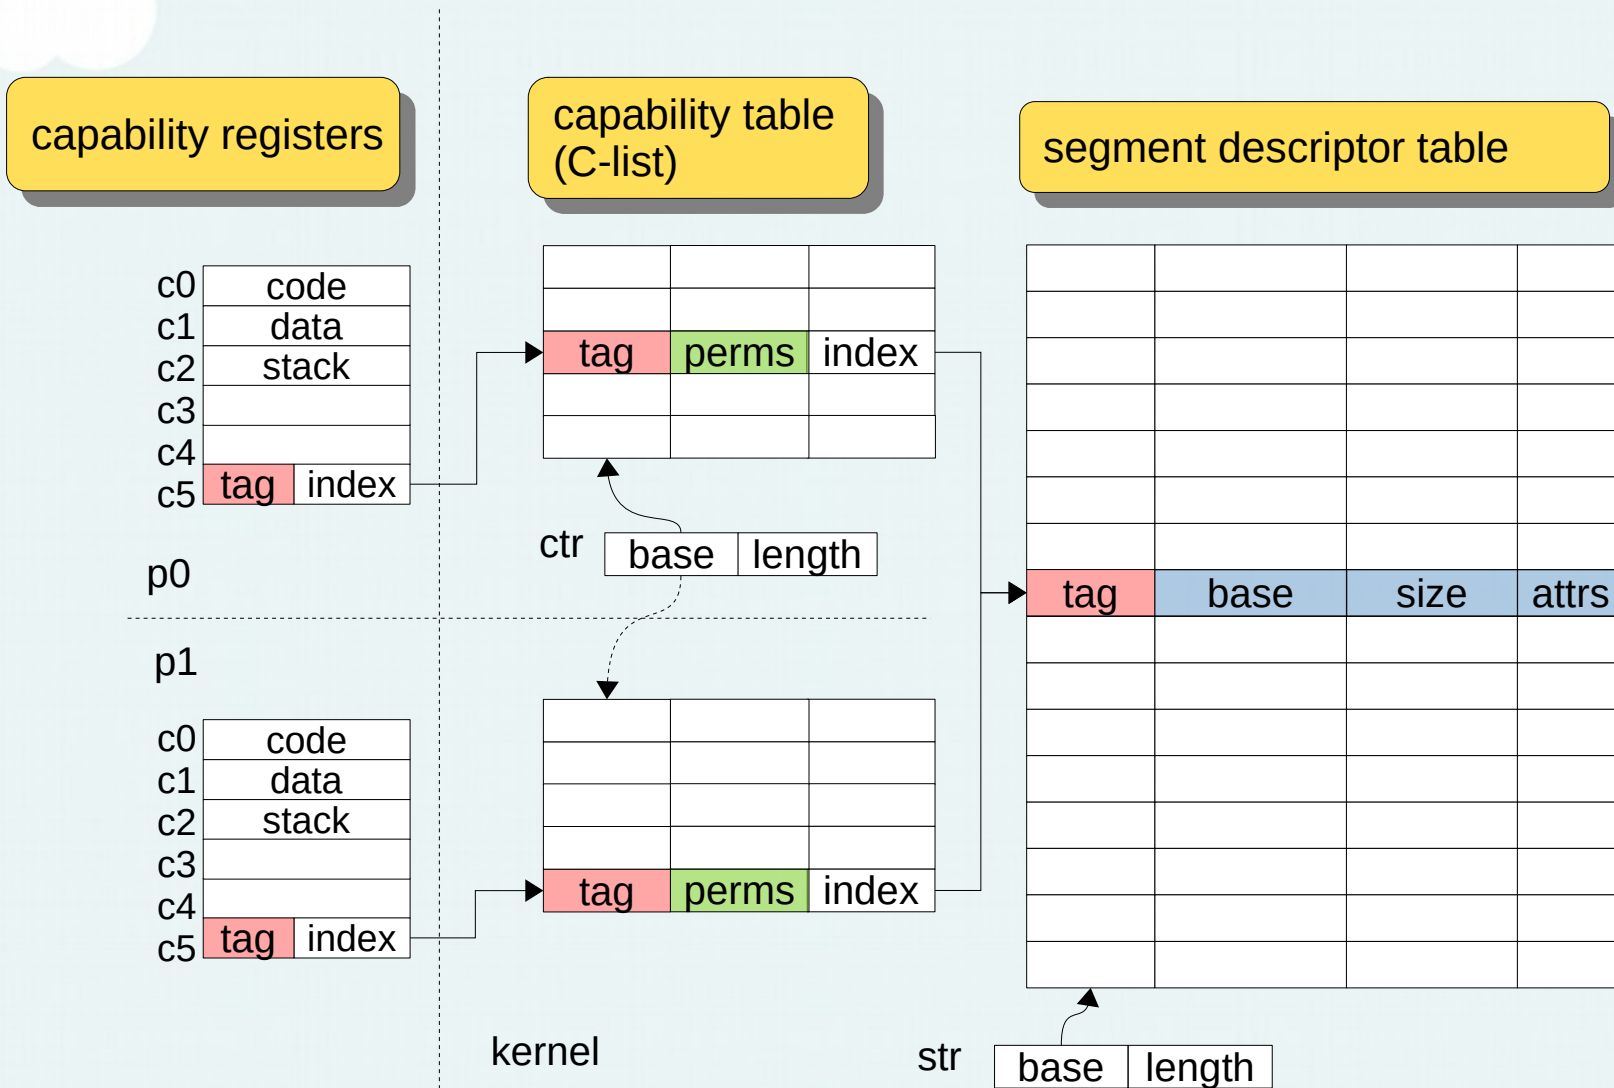 capability registers
capability table
(C-list)
segment descriptor table
c0 code
c1 data
c2 stack
c3
c4
c5 tag index
tag perms index
ctr base length
p0
tag base size attrs
p1
c0 code
c1 data
c2 stack
c3
c4
c5 tag index
tag perms index
kernel
str base length